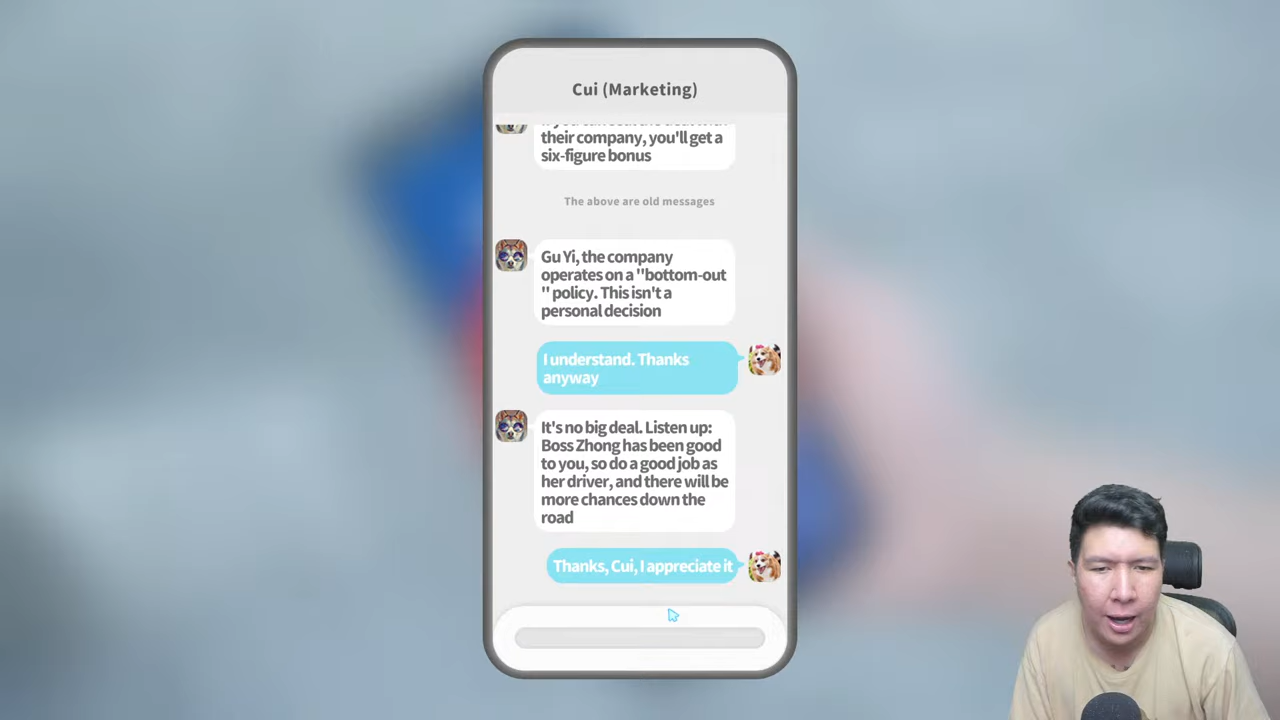 Cui (Marketing)
their company, you'll get a
six-figure bonus
The above are old messages
Gu Yi, the company
operates on a "bottom-out
" policy. This isn't a
personal decision
I understand. Thanks
anyway
It's no big deal. Listen up:
Boss Zhong has been good
to you, so do a good job as
her driver, and there will be
more chances down the
road
Thanks, Cui, I appreciate it